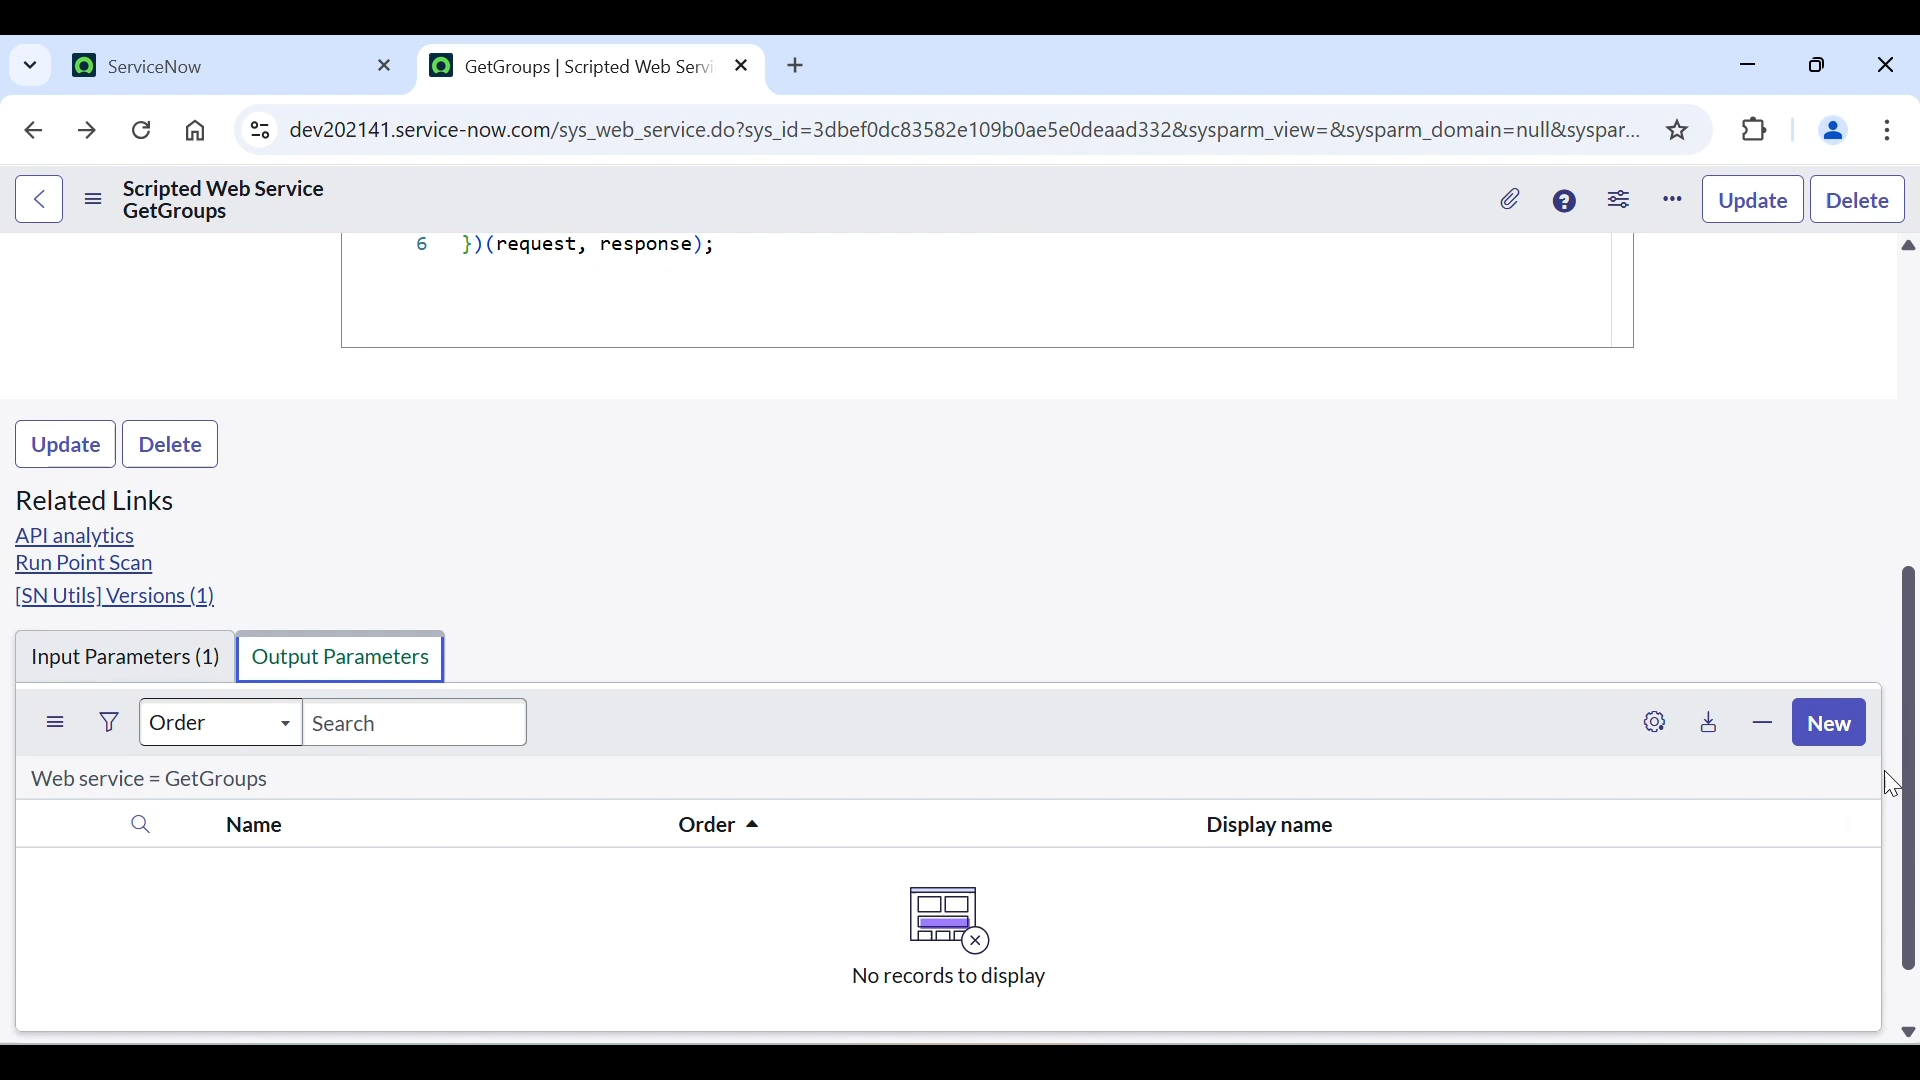 ServiceNow
GetGroups | Scripted Web Servi
dev202141.service-now.com/sys_web_service.do?sys_id=3dbef0dc83582e109b0ae5e0deaad332&sysparm_view=&sysparm_domain=null&syspar...
Scripted Web Service
GetGroups
? Update Delete
6 })(request, response);
Update Delete
Related Links
API analytics
Run Point Scan
[SN Utils] Versions (1)
Input Parameters (1) Output Parameters
Order Search New
Web service = GetGroups
Name Order Display name
No records to display